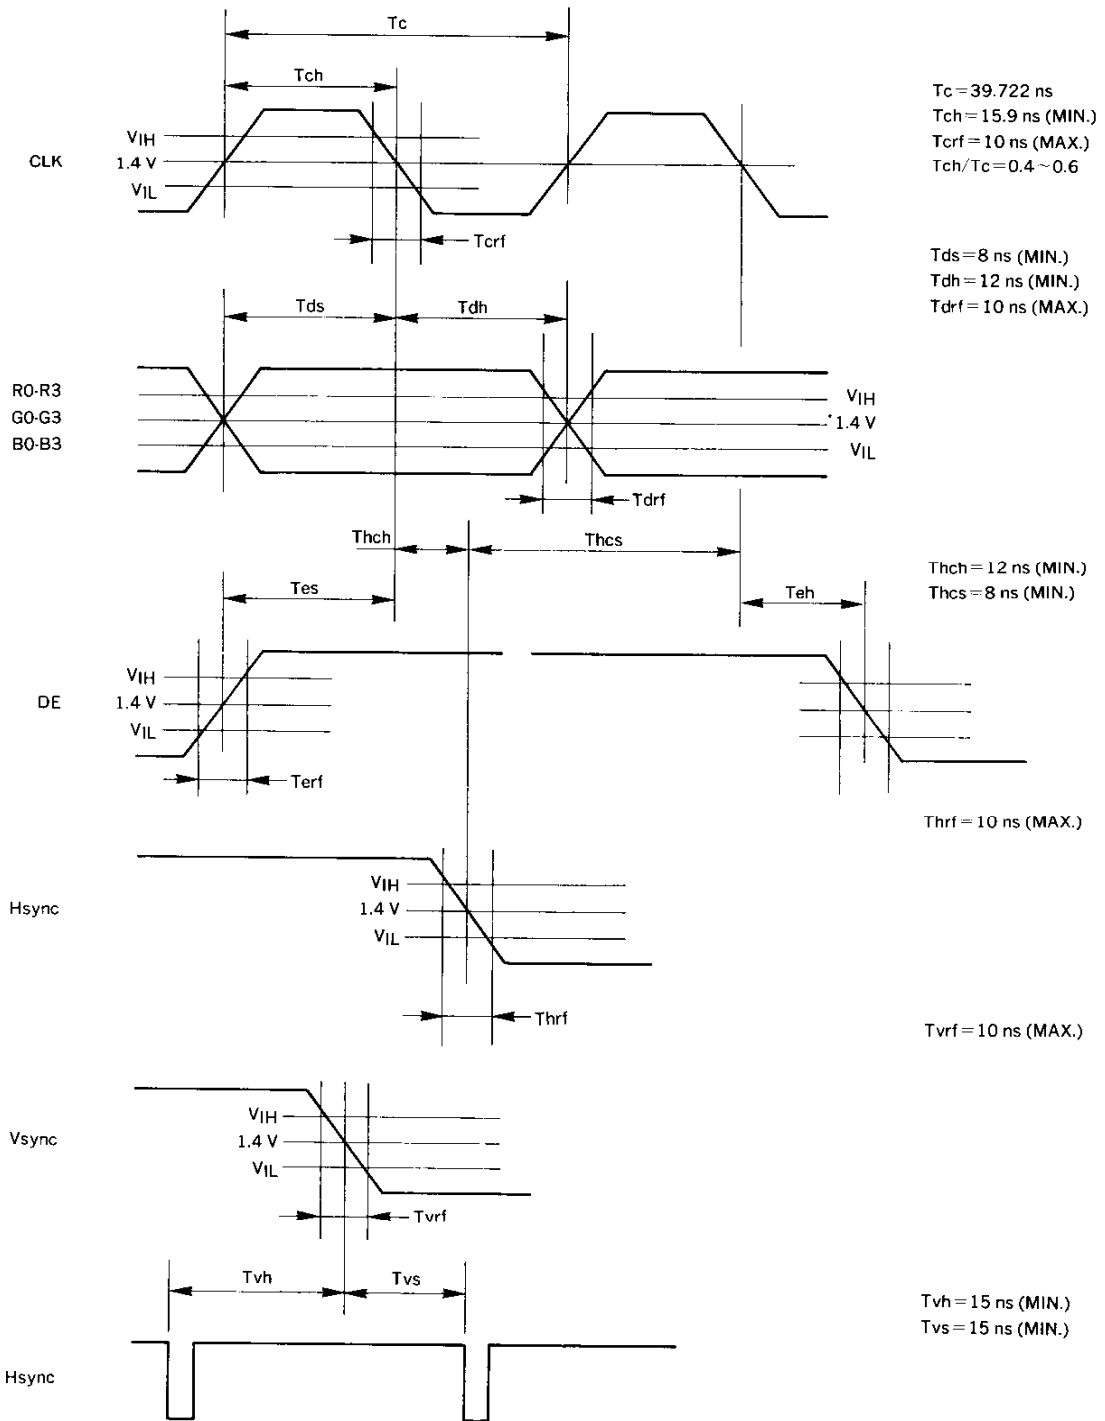 Tc
Tch
VIH
1.4 V
VIL
CLK
Tcrf
Tc=39.722 ns
Tch=15.9 ns (MIN.)
Tcrf=10 ns (MAX.)
Tch/Tc=0.4~0.6
Tds=8 ns (MIN.)
Tdh=12 ns (MIN.)
Tdrf=10 ns (MAX.)
Tds
Tdh
R0-R3
G0-G3
B0-B3
VIH
*1.4 V
VIL
Tdrf
Thch
Thcs
Thch=12 ns (MIN.)
Thcs=8 ns (MIN.)
Tes
Teh
VIH
1.4 V
VIL
DE
Terf
Thrf=10 ns (MAX.)
Hsync
VIH
1.4 V
VIL
Thrf
Tvrf=10 ns (MAX.)
Vsync
VIH
1.4 V
VIL
Tvrf
Tvh
Tvs
Tvh=15 ns (MIN.)
Tvs=15 ns (MIN.)
Hsync